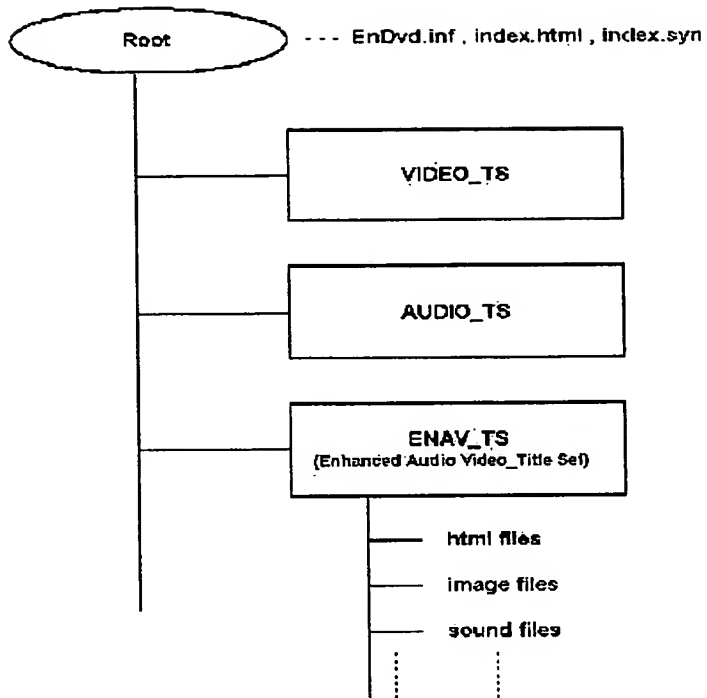 Root --- EnDvd.inf , index.html , index.syn
VIDEO_TS
AUDIO_TS
ENAV_TS
(Enhanced Audio Video_Title Set)
html files
image files
sound files